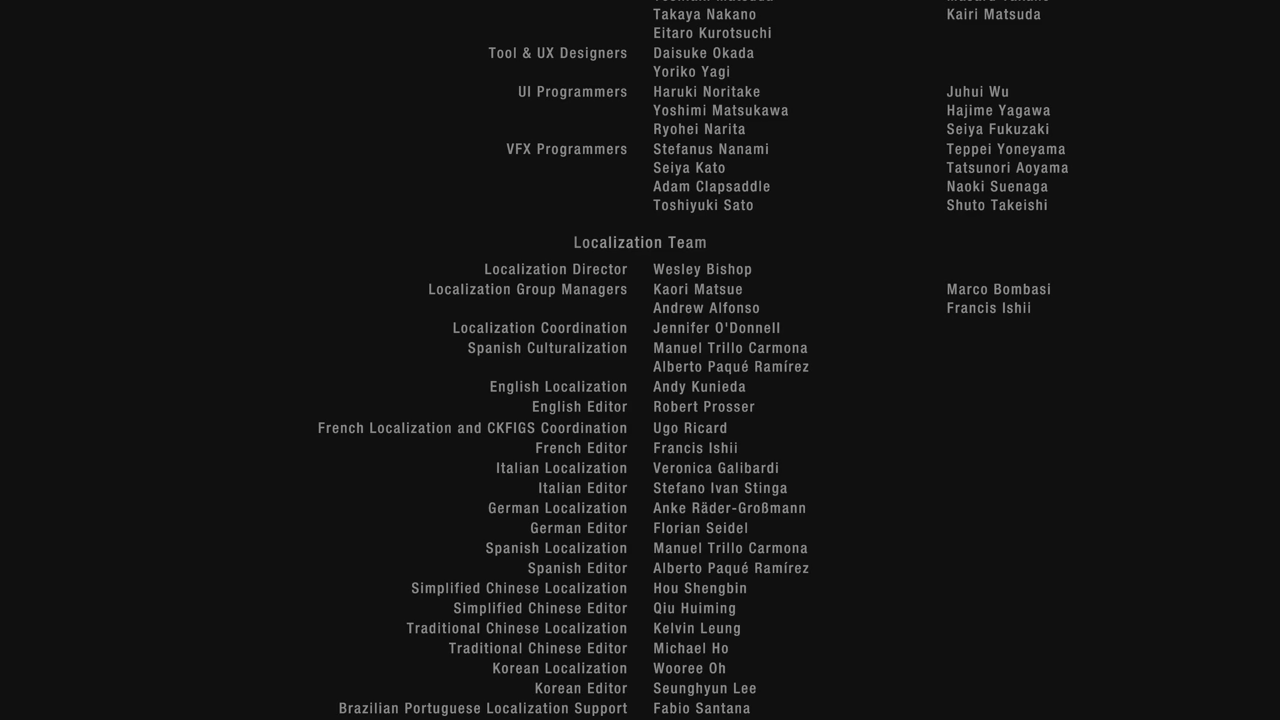 Takaya Nakano Kairi Matsuda
Eitaro Kurotsuchi
Tool & UX Designers Daisuke Okada
Yoriko Yagi
UI Programmers Haruki Noritake Juhui Wu
Yoshimi Matsukawa Hajime Yagawa
Ryohei Narita Seiya Fukuzaki
VFX Programmers Stefanus Nanami Teppei Yoneyama
Seiya Kato Tatsunori Aoyama
Adam Clapsaddle Naoki Suenaga
Toshiyuki Sato Shuto Takeishi
Localization Team
Localization Director Wesley Bishop
Localization Group Managers Kaori Matsue Marco Bombasi
Andrew Alfonso Francis Ishii
Localization Coordination Jennifer O'Donnell
Spanish Culturalization Manuel Trillo Carmona
Alberto Paqué Ramírez
English Localization Andy Kunieda
English Editor Robert Prosser
French Localization and CKFIGS Coordination Ugo Ricard
French Editor Francis Ishii
Italian Localization Veronica Galibardi
Italian Editor Stefano Ivan Stinga
German Localization Anke Räder-Großmann
German Editor Florian Seidel
Spanish Localization Manuel Trillo Carmona
Spanish Editor Alberto Paqué Ramírez
Simplified Chinese Localization Hou Shengbin
Simplified Chinese Editor Qiu Huiming
Traditional Chinese Localization Kelvin Leung
Traditional Chinese Editor Michael Ho
Korean Localization Wooree Oh
Korean Editor Seunghyun Lee
Brazilian Portuguese Localization Support Fabio Santana